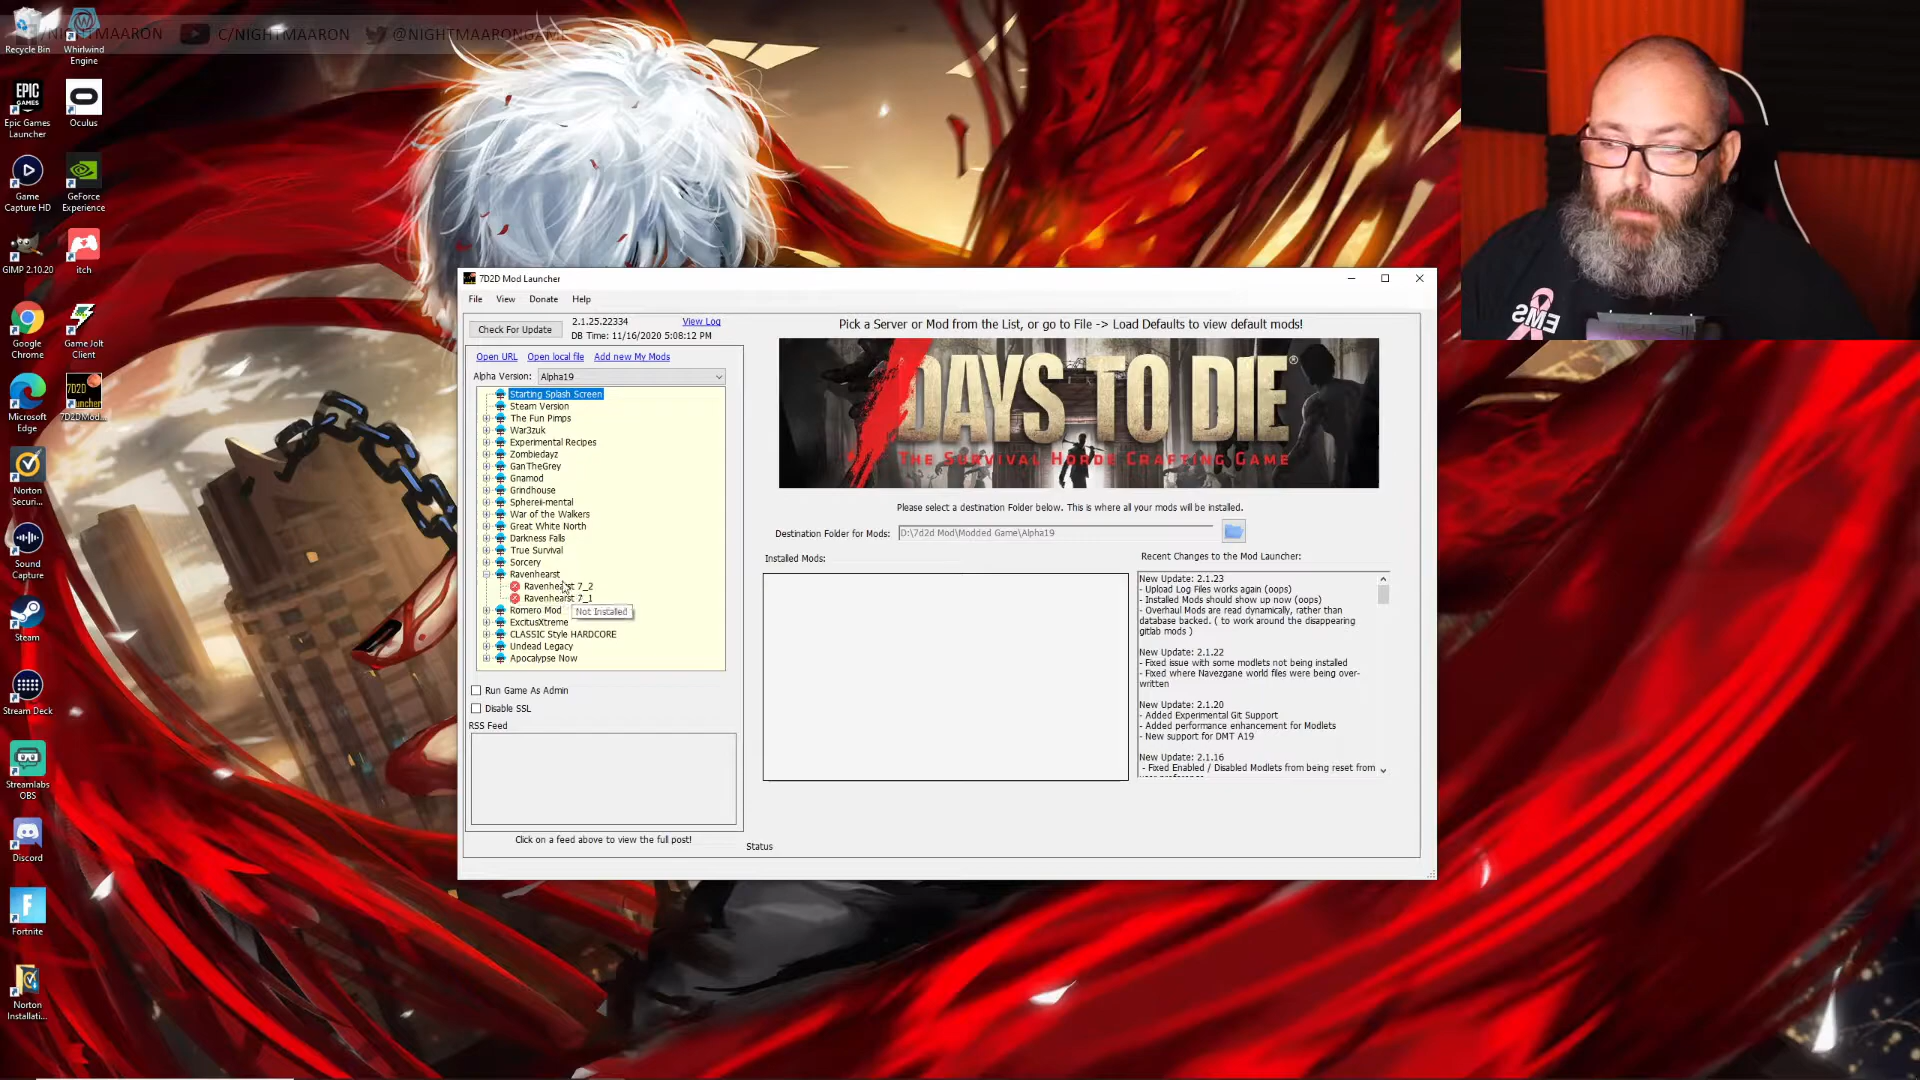 /NIGHTMAARON
C/NIGHTMAARON
@NIGHTMAARONGAME
Recycle Bin
Whirlwind
Engine
EPIC
GAMES
Epic Games
Launcher
Oculus
Game
Capture HD
GeForce
Experience
GIMP 2.10.20
itch
Google
Chrome
Game Jolt
Client
Microsoft
Edge
7D2D
7D2DMod...
Norton
Securi...
Sound
Capture
Steam
Stream Deck
Streamlabs
OBS
Discord
Fortnite
Norton
Installati...
EMS
7D2D Mod Launcher
File View Donate Help
Check For Update
2.1.25.22334
View Log
DB Time: 11/16/2020 5:08:12 PM
Open URL Open local file Add new My Mods
Alpha Version: Alpha19
Starting Splash Screen
Steam Version
The Fun Pimps
War3zuk
Experimental Recipes
Zombiedayz
GanTheGrey
Gnamod
Grindhouse
Sphereii-mental
War of the Walkers
Great White North
Darkness Falls
True Survival
Sorcery
Ravenhearst
Ravenhearst 7_2
Ravenhearst 7_1
Not Installed
Romero Mod
ExcitusXtreme
CLASSIC Style HARDCORE
Undead Legacy
Apocalypse Now
Run Game As Admin
Disable SSL
RSS Feed
Click on a feed above to view the full post!
Pick a Server or Mod from the List, or go to File -> Load Defaults to view default mods!
7 DAYS TO DIE®
THE SURVIVAL HORDE CRAFTING GAME
Please select a destination Folder below. This is where all your mods will be installed.
Destination Folder for Mods: D:\7d2d Mod\Modded Game\Alpha19
Installed Mods:
Recent Changes to the Mod Launcher:
New Update: 2.1.23
- Upload Log Files works again (oops)
- Installed Mods should show up now (oops)
- Overhaul Mods are read dynamically, rather than
database backed. ( to work around the disappearing
gitlab mods )
New Update: 2.1.22
- Fixed issue with some modlets not being installed
- Fixed where Navezgane world files were being over-
written
New Update: 2.1.20
- Added Experimental Git Support
- Added performance enhancement for Modlets
- New support for DMT A19
New Update: 2.1.16
- Fixed Enabled / Disabled Modlets from being reset from
Status